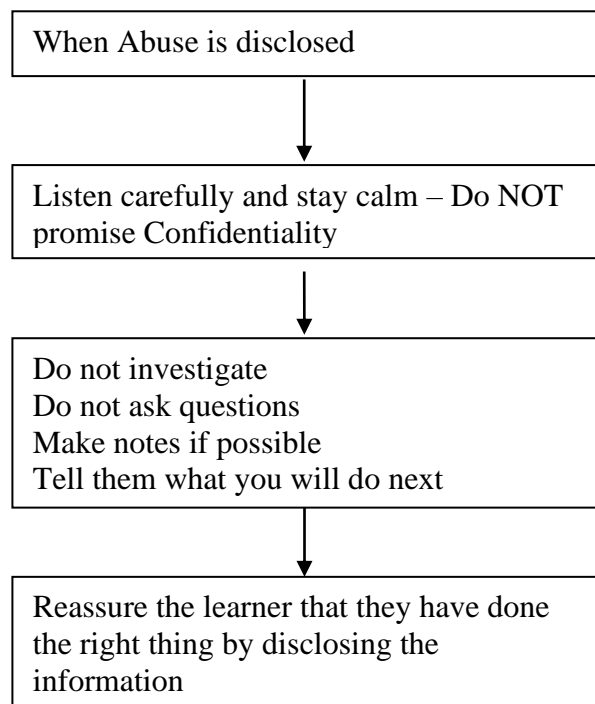 When Abuse is disclosed
Listen carefully and stay calm – Do NOT
promise Confidentiality
Do not investigate
Do not ask questions
Make notes if possible
Tell them what you will do next
Reassure the learner that they have done
the right thing by disclosing the
information